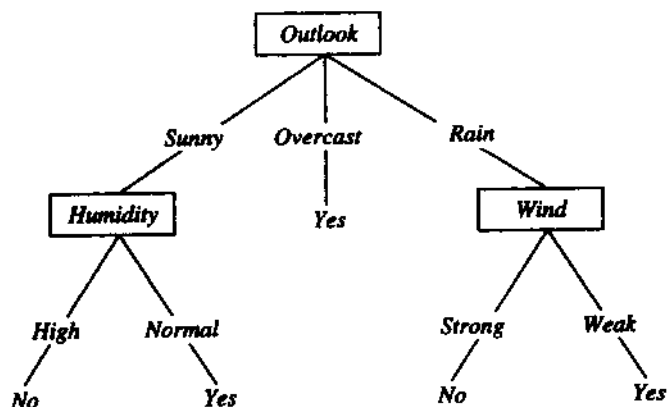 Outlook
Sunny Overcast Rain
Humidity Yes Wind
High Normal Strong Weak
No Yes No Yes